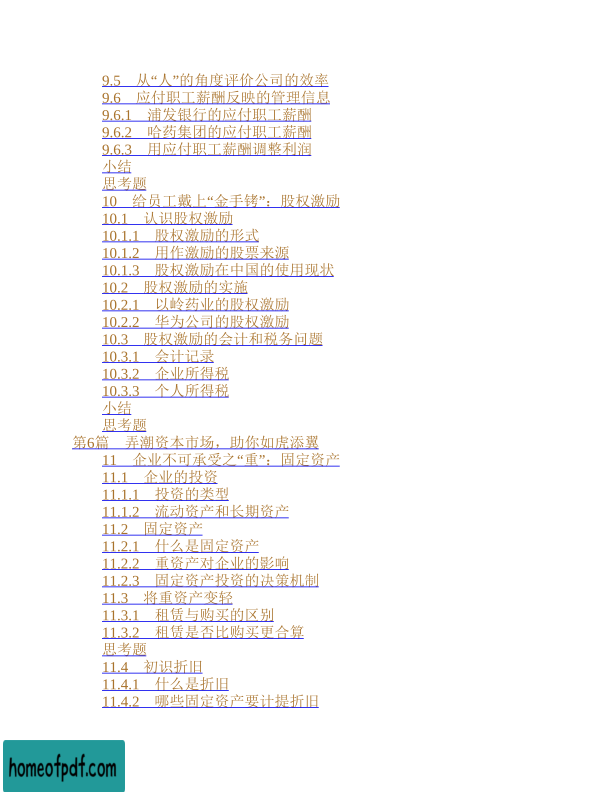 9.5 从“人”的角度评价公司的效率
9.6 应付职工薪酬反映的管理信息
9.6.1 浦发银行的应付职工薪酬
9.6.2 哈药集团的应付职工薪酬
9.6.3 用应付职工薪酬调整利润
小结
思考题
10 给员工戴上“金手铐”：股权激励
10.1 认识股权激励
10.1.1 股权激励的形式
10.1.2 用作激励的股票来源
10.1.3 股权激励在中国的使用现状
10.2 股权激励的实施
10.2.1 以岭药业的股权激励
10.2.2 华为公司的股权激励
10.3 股权激励的会计和税务问题
10.3.1 会计记录
10.3.2 企业所得税
10.3.3 个人所得税
小结
思考题
第6篇 弄潮资本市场，助你如虎添翼
11 企业不可承受之“重”：固定资产
11.1 企业的投资
11.1.1 投资的类型
11.1.2 流动资产和长期资产
11.2 固定资产
11.2.1 什么是固定资产
11.2.2 重资产对企业的影响
11.2.3 固定资产投资的决策机制
11.3 将重资产变轻
11.3.1 租赁与购买的区别
11.3.2 租赁是否比购买更合算
思考题
11.4 初识折旧
11.4.1 什么是折旧
11.4.2 哪些固定资产要计提折旧
homeofpdf.com